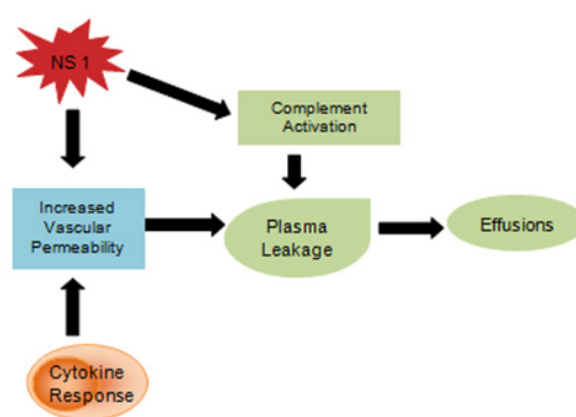 NS 1
Complement
Activation
Increased
Vascular
Permeability
Plasma
Leakage
Effusions
Cytokine
Response